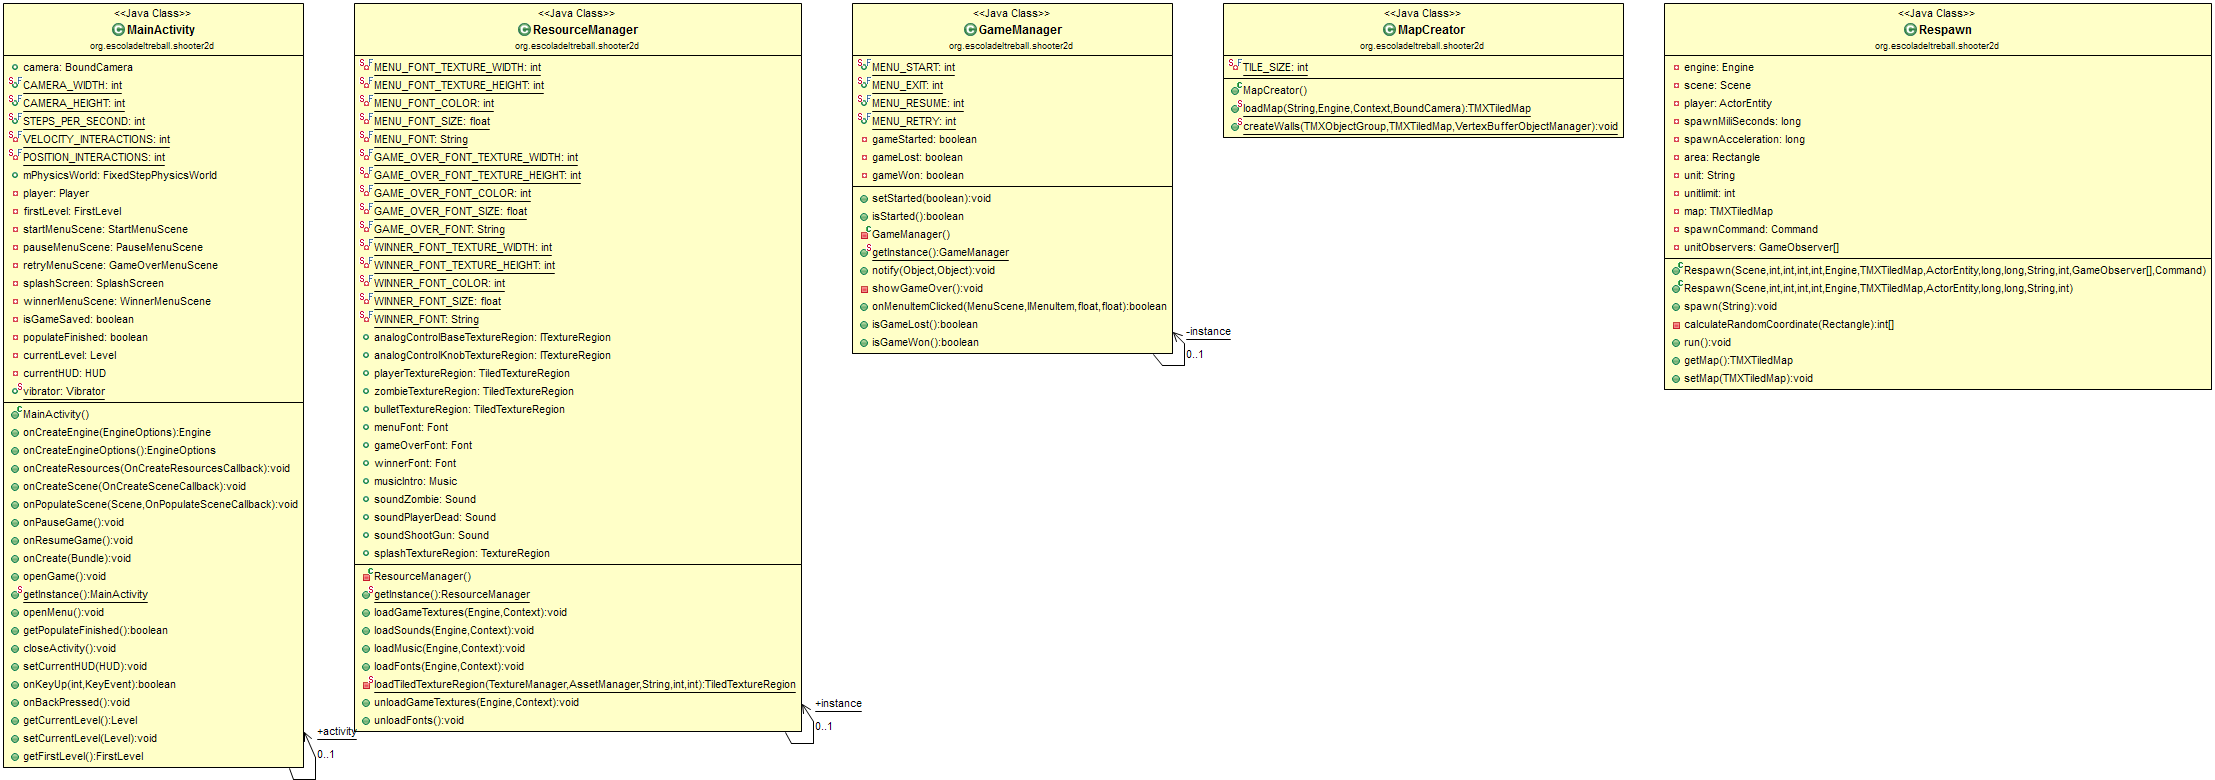 <<Java Class>>
MainActivity
org.escoladeltreball.shooter2d
camera: BoundCamera
CAMERA_WIDTH: int
CAMERA_HEIGHT: int
STEPS_PER_SECOND: int
VELOCITY_INTERACTIONS: int
POSITION_INTERACTIONS: int
mPhysicsWorld: FixedStepPhysicsWorld
player: Player
firstLevel: FirstLevel
startMenuScene: StartMenuScene
pauseMenuScene: PauseMenuScene
retryMenuScene: GameOverMenuScene
splashScreen: SplashScreen
winnerMenuScene: WinnerMenuScene
isGameSaved: boolean
populateFinished: boolean
currentLevel: Level
currentHUD: HUD
vibrator: Vibrator
MainActivity()
onCreateEngine(EngineOptions):Engine
onCreateEngineOptions():EngineOptions
onCreateResources(OnCreateResourcesCallback):void
onCreateScene(OnCreateSceneCallback):void
onPopulateScene(Scene,OnPopulateSceneCallback):void
onPauseGame():void
onResumeGame():void
onCreate(Bundle):void
openGame():void
getInstance():MainActivity
openMenu():void
getPopulateFinished():boolean
closeActivity():void
setCurrentHUD(HUD):void
onKeyUp(int,KeyEvent):boolean
onBackPressed():void
getCurrentLevel():Level
setCurrentLevel(Level):void
getFirstLevel():FirstLevel
+activity
0..1
<<Java Class>>
ResourceManager
org.escoladeltreball.shooter2d
MENU_FONT_TEXTURE_WIDTH: int
MENU_FONT_TEXTURE_HEIGHT: int
MENU_FONT_COLOR: int
MENU_FONT_SIZE: float
MENU_FONT: String
GAME_OVER_FONT_TEXTURE_WIDTH: int
GAME_OVER_FONT_TEXTURE_HEIGHT: int
GAME_OVER_FONT_COLOR: int
GAME_OVER_FONT_SIZE: float
GAME_OVER_FONT: String
WINNER_FONT_TEXTURE_WIDTH: int
WINNER_FONT_TEXTURE_HEIGHT: int
WINNER_FONT_COLOR: int
WINNER_FONT_SIZE: float
WINNER_FONT: String
analogControlBaseTextureRegion: ITextureRegion
analogControlKnobTextureRegion: ITextureRegion
playerTextureRegion: TiledTextureRegion
zombieTextureRegion: TiledTextureRegion
bulletTextureRegion: TiledTextureRegion
menuFont: Font
gameOverFont: Font
winnerFont: Font
musicIntro: Music
soundZombie: Sound
soundPlayerDead: Sound
soundShootGun: Sound
splashTextureRegion: TextureRegion
ResourceManager()
getInstance():ResourceManager
loadGameTextures(Engine,Context):void
loadSounds(Engine,Context):void
loadMusic(Engine,Context):void
loadFonts(Engine,Context):void
loadTiledTextureRegion(TextureManager,AssetManager,String,int,int):TiledTextureRegion
unloadGameTextures(Engine,Context):void
unloadFonts():void
+instance
0..1
<<Java Class>>
GameManager
org.escoladeltreball.shooter2d
MENU_START: int
MENU_EXIT: int
MENU_RESUME: int
MENU_RETRY: int
gameStarted: boolean
gameLost: boolean
gameWon: boolean
setStarted(boolean):void
isStarted():boolean
GameManager()
getInstance():GameManager
notify(Object,Object):void
showGameOver():void
onMenuItemClicked(MenuScene,IMenuItem,float,float):boolean
isGameLost():boolean
isGameWon():boolean
-instance
0..1
<<Java Class>>
MapCreator
org.escoladeltreball.shooter2d
TILE_SIZE: int
MapCreator()
loadMap(String,Engine,Context,BoundCamera):TMXTiledMap
createWalls(TMXObjectGroup,TMXTiledMap,VertexBufferObjectManager):void
<<Java Class>>
Respawn
org.escoladeltreball.shooter2d
engine: Engine
scene: Scene
player: ActorEntity
spawnMiliSeconds: long
spawnAcceleration: long
area: Rectangle
unit: String
unitlimit: int
map: TMXTiledMap
spawnCommand: Command
unitObservers: GameObserver[]
Respawn(Scene,int,int,int,int,Engine,TMXTiledMap,ActorEntity,long,long,String,int,GameObserver[],Command)
Respawn(Scene,int,int,int,int,Engine,TMXTiledMap,ActorEntity,long,long,String,int)
spawn(String):void
calculateRandomCoordinate(Rectangle):int[]
run():void
getMap():TMXTiledMap
setMap(TMXTiledMap):void